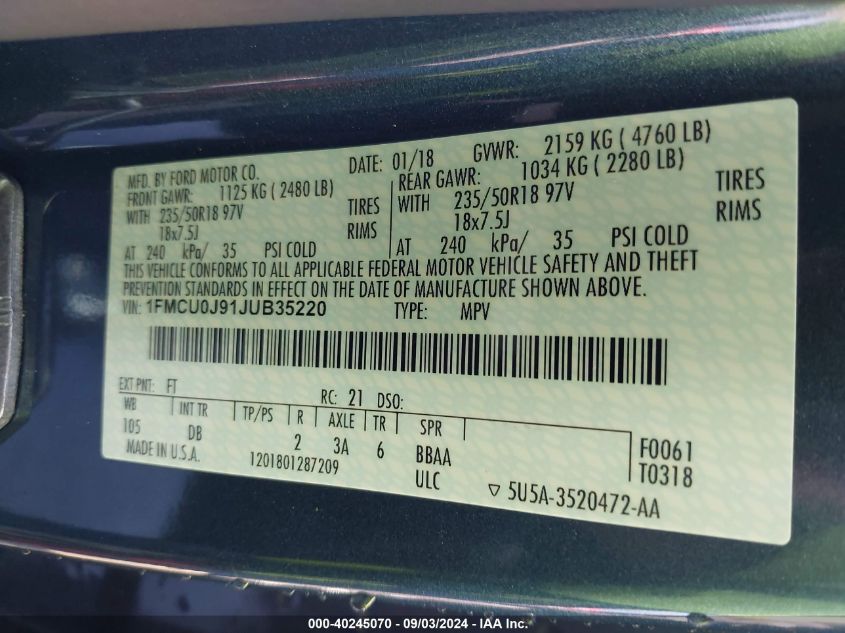 MFD. BY FORD MOTOR CO. DATE: 01/18 GVWR: 2159 KG ( 4760 LB)
FRONT GAWR: 1125 KG ( 2480 LB) REAR GAWR: 1034 KG ( 2280 LB)
WITH 235/50R18 97V TIRES WITH 235/50R18 97V TIRES
18x7.5J RIMS 18x7.5J RIMS
AT 240 kPa/ 35 PSI COLD AT 240 kPa/ 35 PSI COLD
THIS VEHICLE CONFORMS TO ALL APPLICABLE FEDERAL MOTOR VEHICLE SAFETY AND THEFT
PREVENTION STANDARDS IN EFFECT ON THE DATE OF MANUFACTURE SHOWN ABOVE.
VIN: 1FMCU0J91JUB35220 TYPE: MPV
EXT PNT: FT RC: 21 DSO:
WB INT TR TP/PS R AXLE TR SPR
105 DB 2 3A 6 BBAA F0061
MADE IN U.S.A. 1201801287209 ULC T0318
▽ 5U5A-3520472-AA
000-40245070 - 09/03/2024 - IAA Inc.